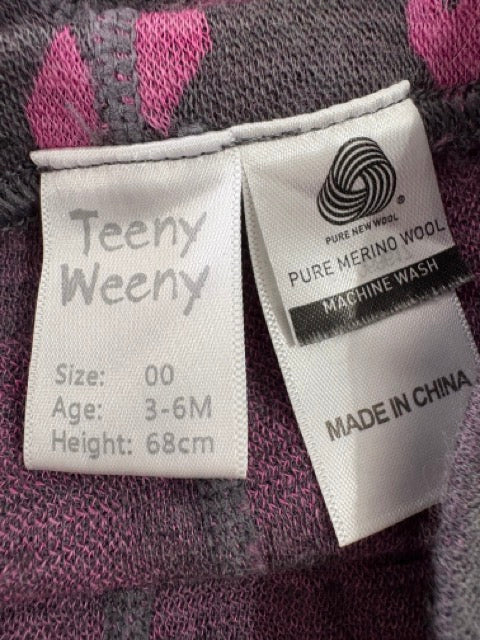 Teeny
Weeny
Size: 00
Age: 3-6M
Height: 68cm
®
PURE NEW WOOL
PURE MERINO WOOL
MACHINE WASH
MADE IN CHINA